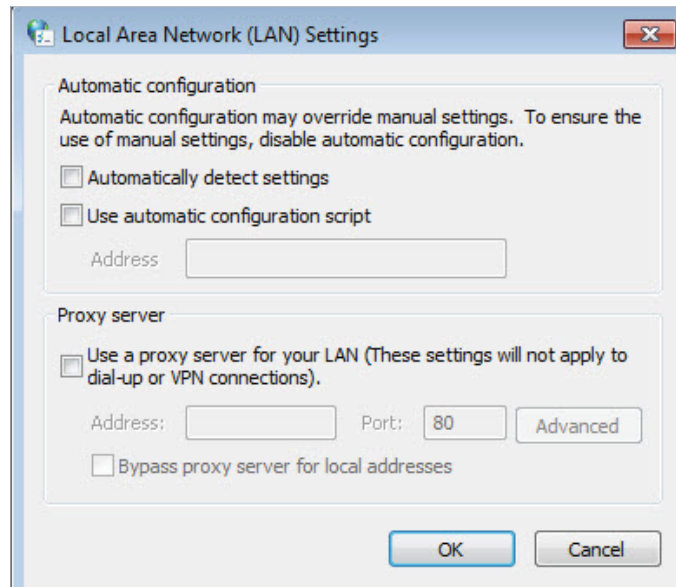 Local Area Network (LAN) Settings
Automatic configuration
Automatic configuration may override manual settings. To ensure the
use of manual settings, disable automatic configuration.
Automatically detect settings
Use automatic configuration script
Address
Proxy server
Use a proxy server for your LAN (These settings will not apply to
dial-up or VPN connections).
Address: Port: 80 Advanced
Bypass proxy server for local addresses
OK Cancel